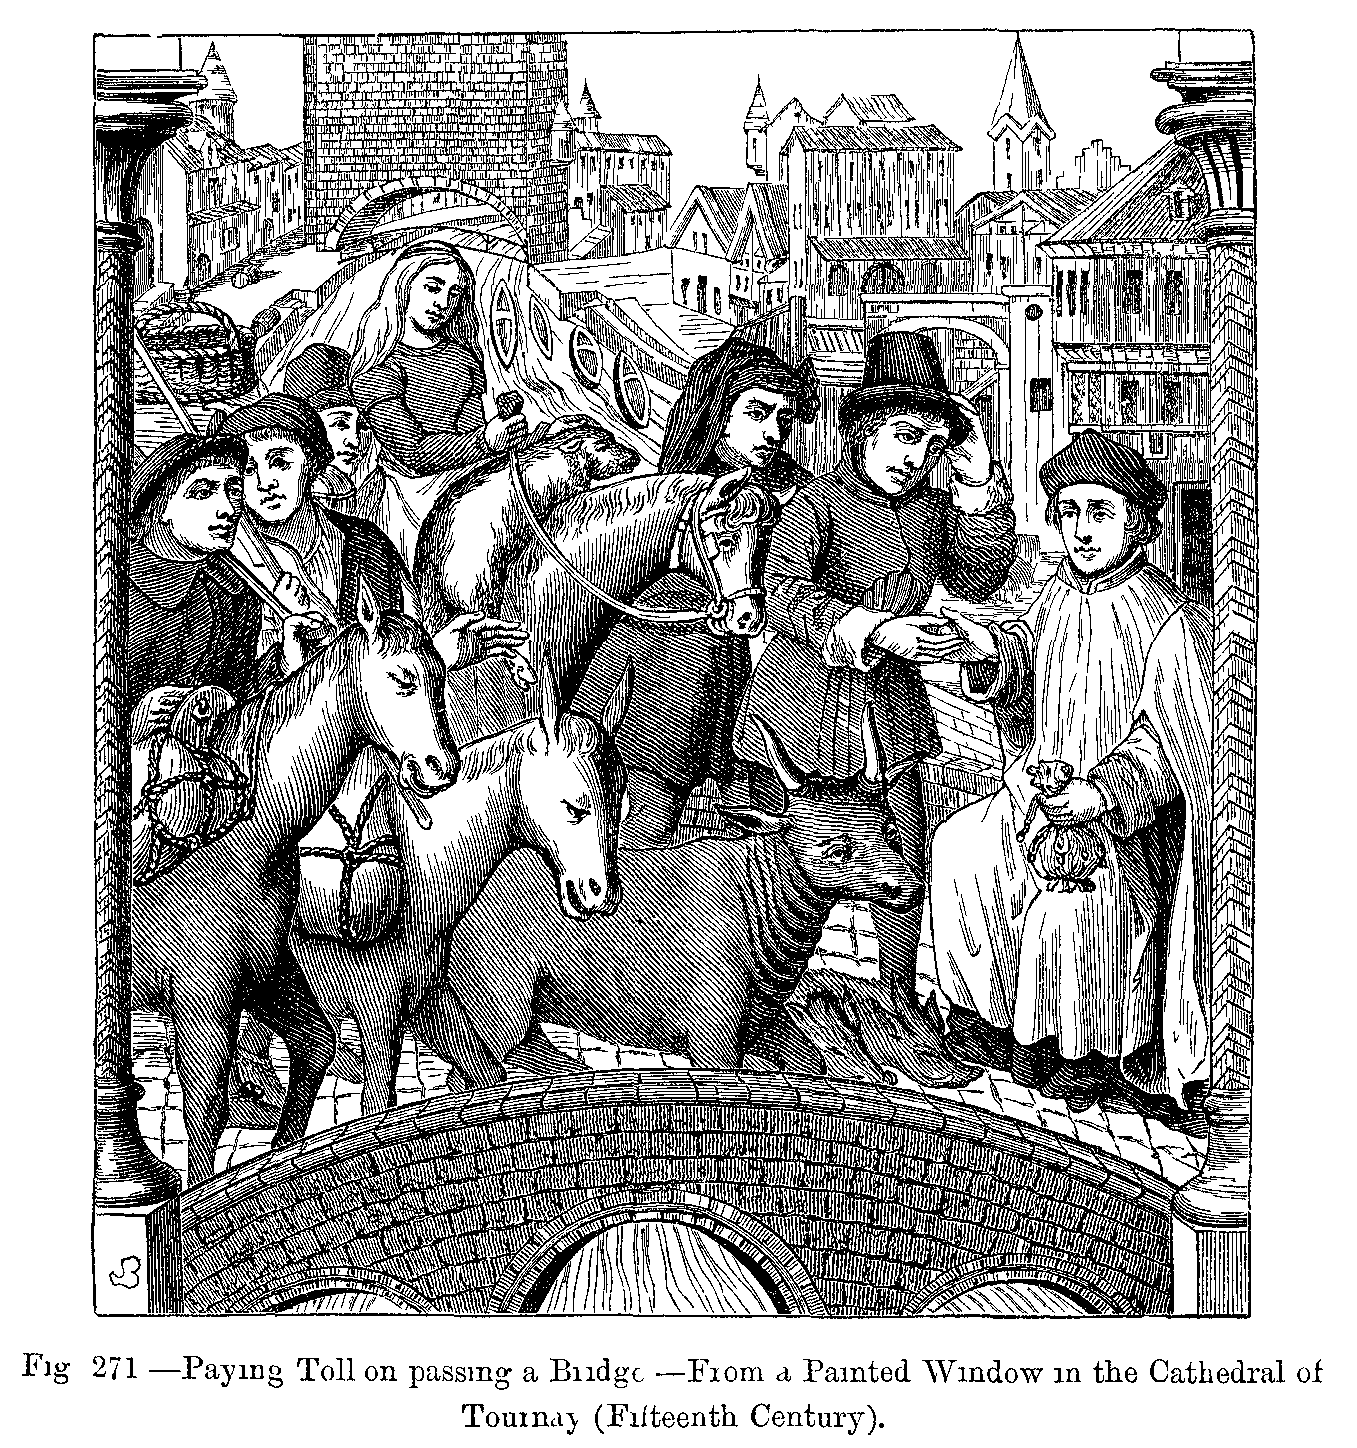 Fig 271 —Paying Toll on passing a Bridge —From a Painted Window in the Cathedral of
Tournay (Fifteenth Century).